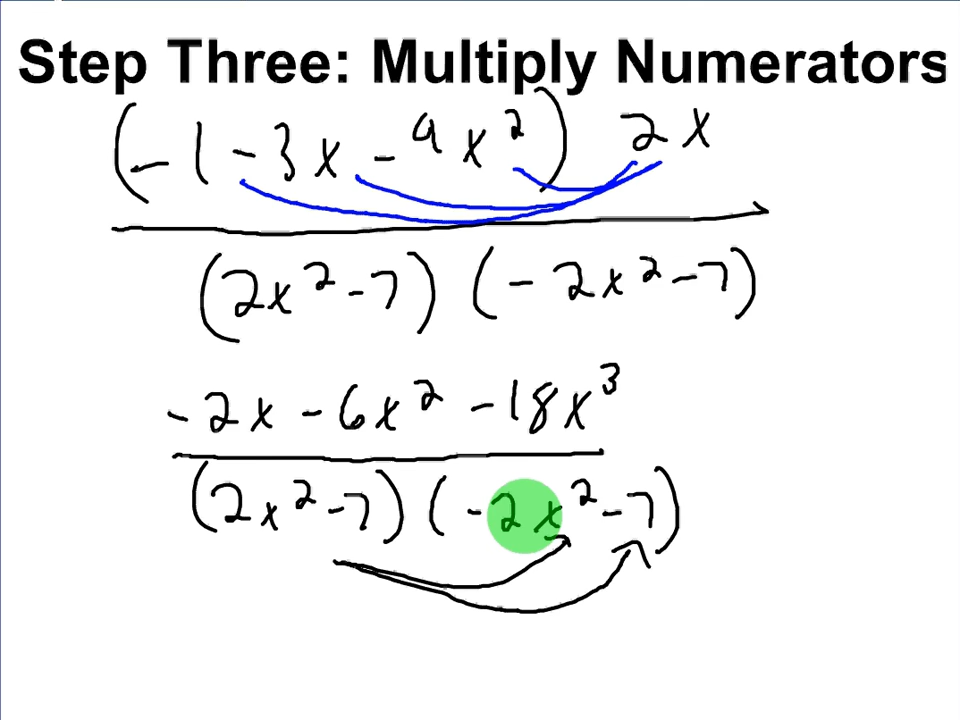 Step Three: Multiply Numerators
(-1 - 3x - 9x²) 2x
(2x² - 7) (-2x² - 7)
-2x - 6x² - 18x³
(2x² - 7) (-2x² - 7)